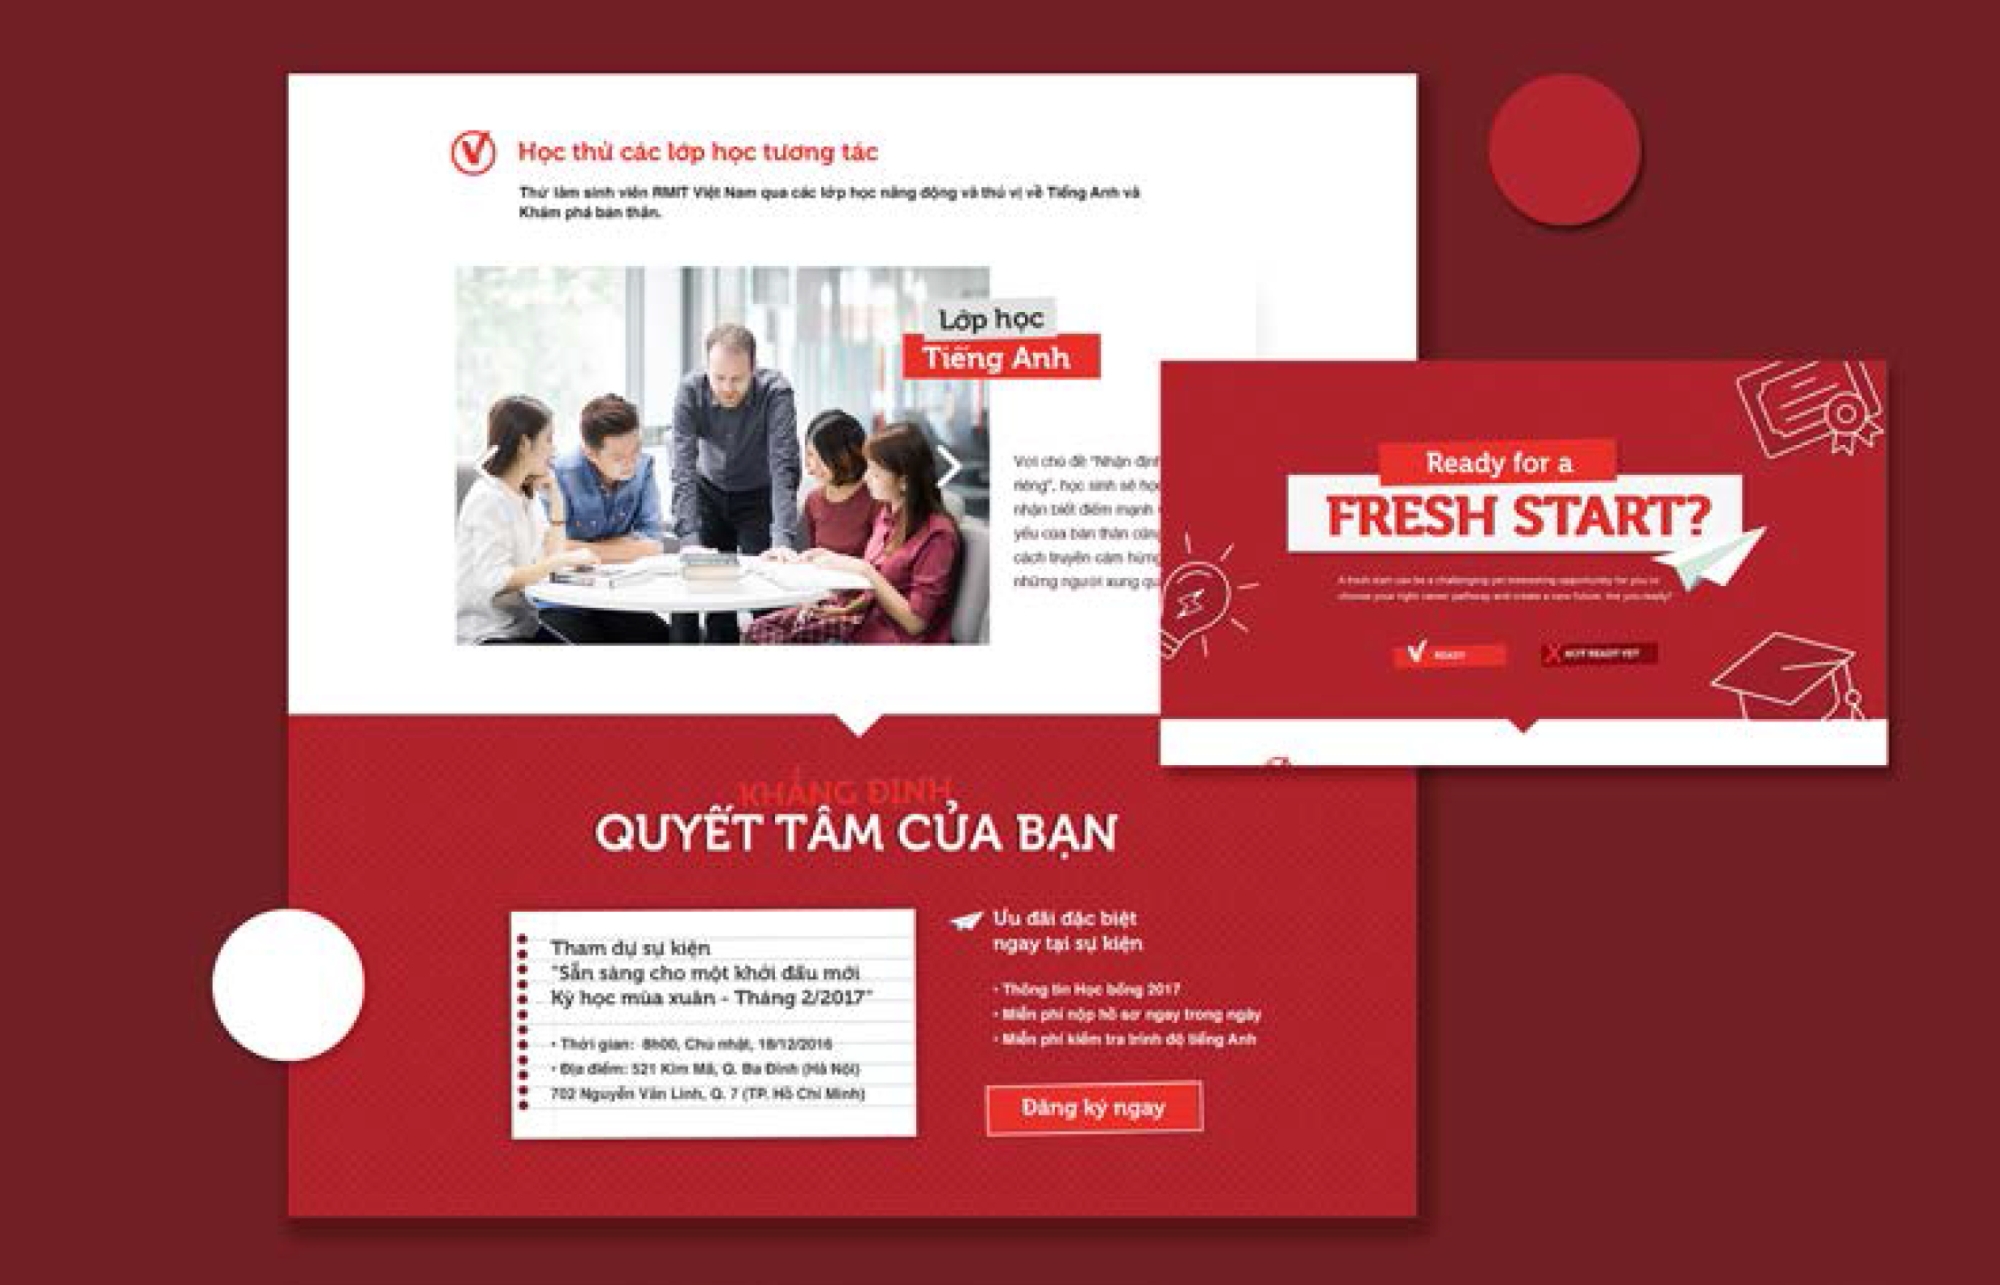 Học thử các lớp học tương tác
Thử làm sinh viên RMIT Việt Nam qua các lớp học năng động và thú vị về Tiếng Anh và
Khám phá bản thân.
Lớp học
Tiếng Anh
Với chủ đề "Nhận địn
riêng", học sinh sẽ học
nhận biết điểm mạnh
yếu của bản thân cũng
cách truyền cảm hứng
những người xung qu
Ready for a
FRESH START?
A fresh start can be a challenging yet interesting opportunity for you to
choose your right career pathway and create a new future. Are you ready?
READY
NOT READY YET
KHẲNG ĐỊNH
QUYẾT TÂM CỦA BẠN
Tham dự sự kiện
"Sẵn sàng cho một khởi đầu mới
Kỳ học mùa xuân - Tháng 2/2017"
• Thời gian: 8h00, Chủ nhật, 18/12/2016
• Địa điểm: 521 Kim Mã, Q. Ba Đình (Hà Nội)
702 Nguyễn Văn Linh, Q. 7 (TP. Hồ Chí Minh)
Ưu đãi đặc biệt
ngay tại sự kiện
• Thông tin Học bổng 2017
• Miễn phí nộp hồ sơ ngay trong ngày
• Miễn phí kiểm tra trình độ tiếng Anh
Đăng ký ngay